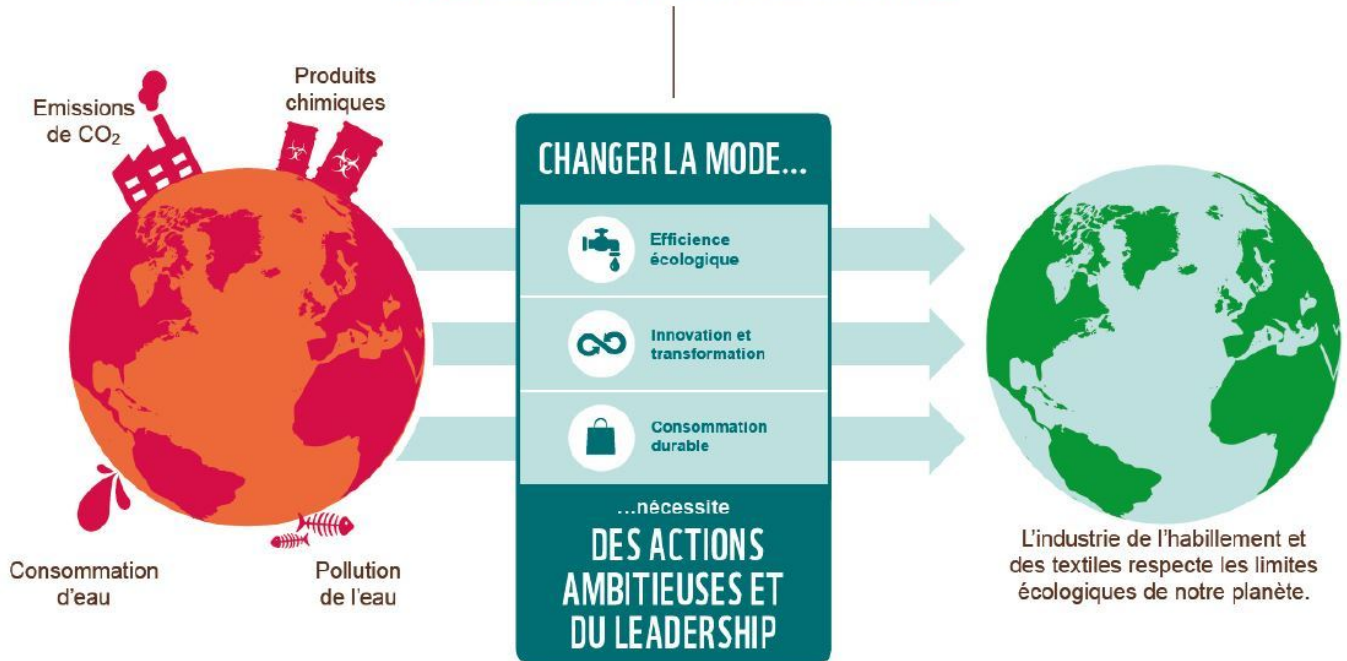 Emissions
de CO₂
Produits
chimiques
Consommation
d'eau
Pollution
de l'eau
CHANGER LA MODE...
Efficience
écologique
Innovation et
transformation
Consommation
durable
...nécessite
DES ACTIONS
AMBITIEUSES ET
DU LEADERSHIP
L'industrie de l'habillement et
des textiles respecte les limites
écologiques de notre planète.